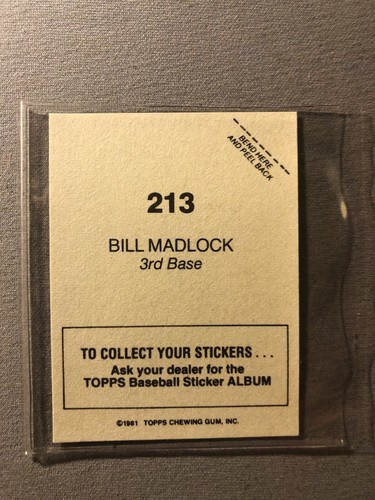 BEND HERE
AND PEEL BACK
213
BILL MADLOCK
3rd Base
TO COLLECT YOUR STICKERS . . .
Ask your dealer for the
TOPPS Baseball Sticker ALBUM
©1981 TOPPS CHEWING GUM, INC.